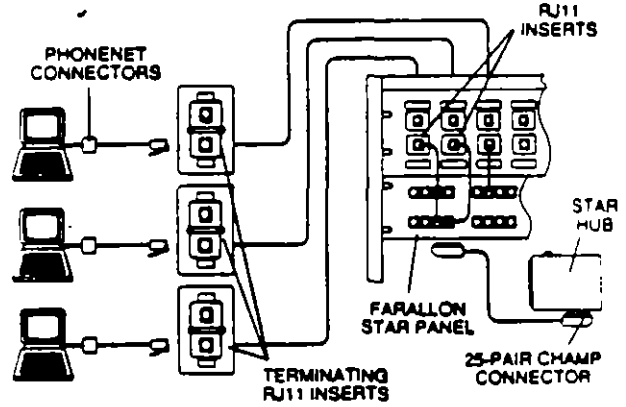 RJ11
INSERTS
PHONENET
CONNECTORS
STAR
HUB
FARALLON
STAR PANEL
25-PAIR CHAMP
CONNECTOR
TERMINATING
RJ11 INSERTS